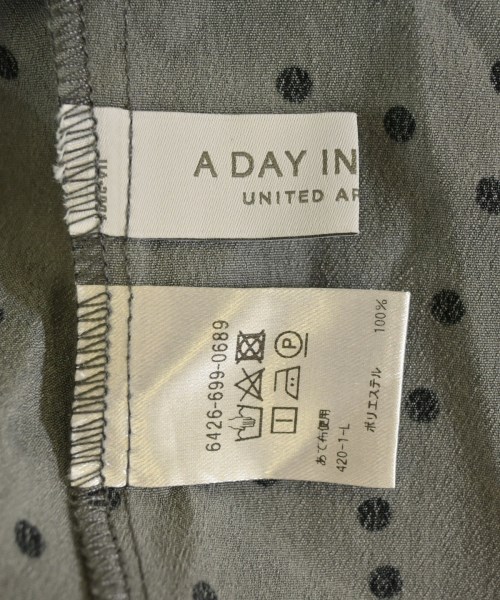 A DAY IN
UNITED AR
6426-699-0689
あて布使用
420-1-L
ポリエステル 100%